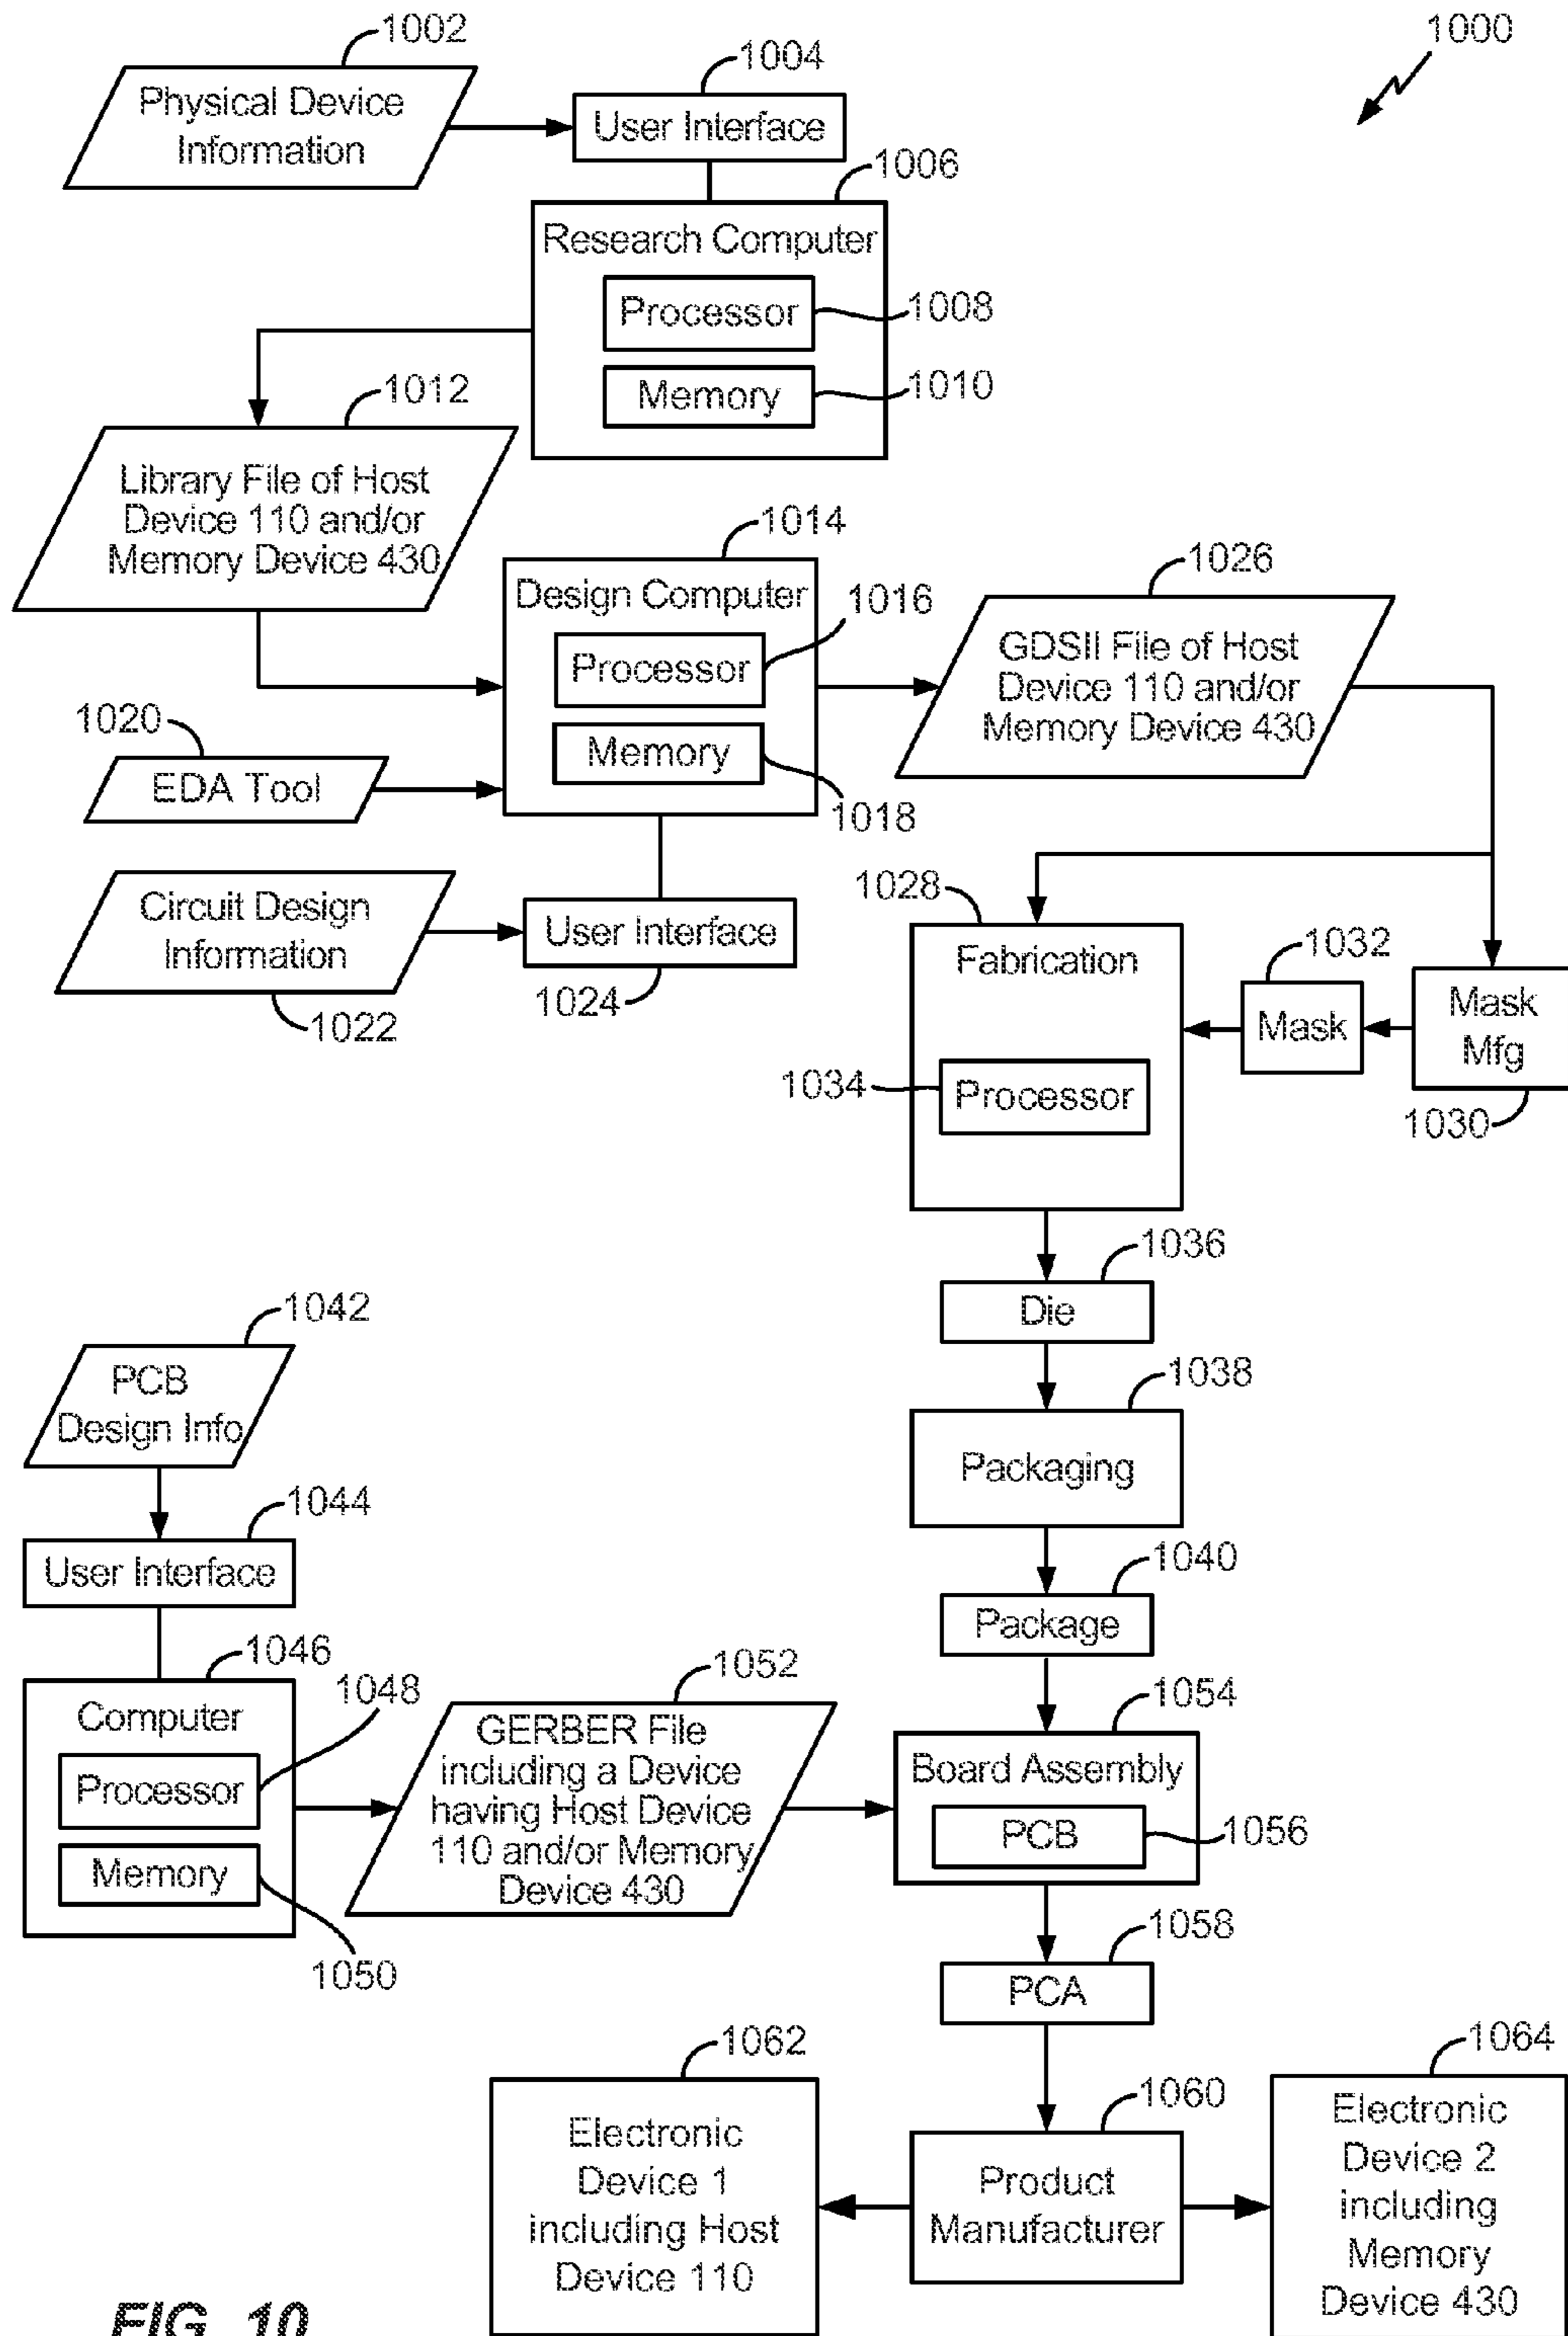 1002
1000
1004
Physical Device
Information
User Interface
1006
Research Computer
Processor
1008
Memory
1010
1012
Library File of Host
Device 110 and/or
Memory Device 430
1014
Design Computer
1016
Processor
Memory
1018
1020
EDA Tool
1026
GDSII File of Host
Device 110 and/or
Memory Device 430
Circuit Design
Information
1022
User Interface
1024
1028
Fabrication
1034
Processor
1032
Mask
Mask
Mfg
1030
1036
Die
1038
Packaging
1040
Package
1042
PCB
Design Info
1044
User Interface
1046
Computer
1048
Processor
Memory
1050
1052
GERBER File
including a Device
having Host Device
110 and/or Memory
Device 430
1054
Board Assembly
PCB
1056
1058
PCA
1062
Electronic
Device 1
including Host
Device 110
1060
Product
Manufacturer
1064
Electronic
Device 2
including
Memory
Device 430
FIG. 10